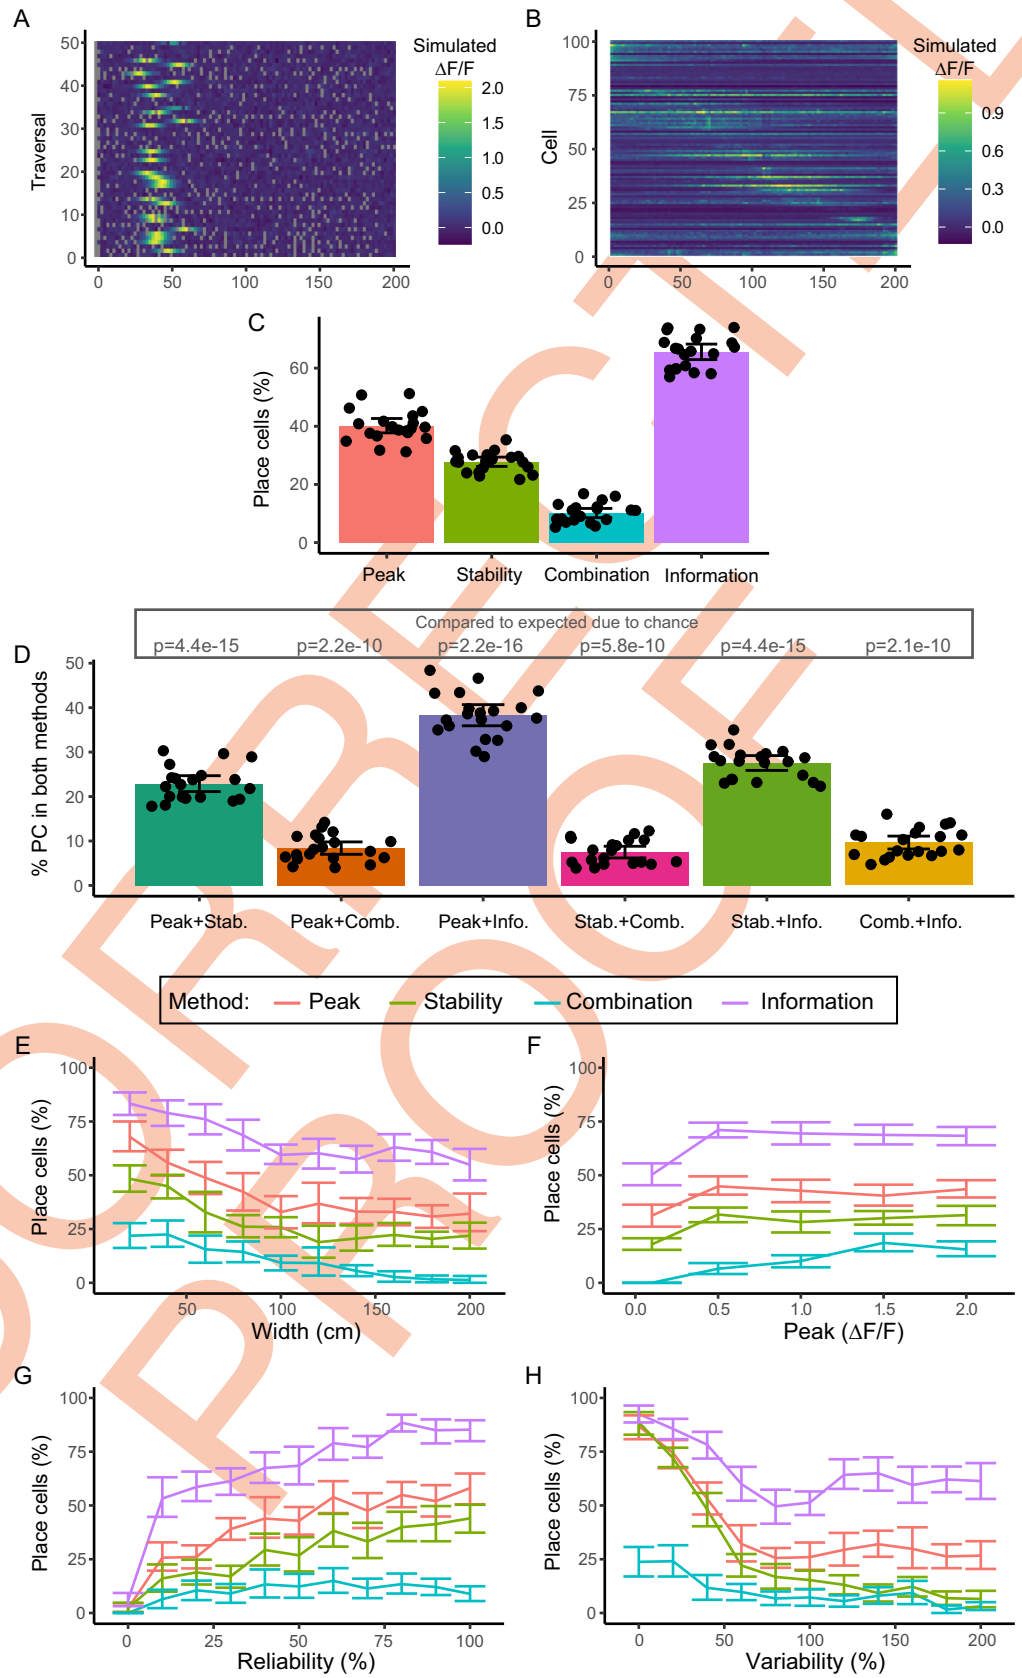 A
B
Simulated
ΔF/F
2.0
1.5
1.0
0.5
0.0
Traversal
50
40
30
20
10
0
0 50 100 150 200
Simulated
ΔF/F
0.9
0.6
0.3
0.0
Cell
100
75
50
25
0
0 50 100 150 200
C
Place cells (%)
60
40
20
0
Peak Stability Combination Information
D
Compared to expected due to chance
p=4.4e-15 p=2.2e-10 p=2.2e-16 p=5.8e-10 p=4.4e-15 p=2.1e-10
% PC in both methods
50
40
30
20
10
0
Peak+Stab. Peak+Comb. Peak+Info. Stab.+Comb. Stab.+Info. Comb.+Info.
Method: Peak Stability Combination Information
E
Place cells (%)
100
75
50
25
0
50 100 150 200
Width (cm)
F
Place cells (%)
100
75
50
25
0
0.0 0.5 1.0 1.5 2.0
Peak (ΔF/F)
G
Place cells (%)
100
75
50
25
0
0 25 50 75 100
Reliability (%)
H
Place cells (%)
100
75
50
25
0
0 50 100 150 200
Variability (%)
PROOF